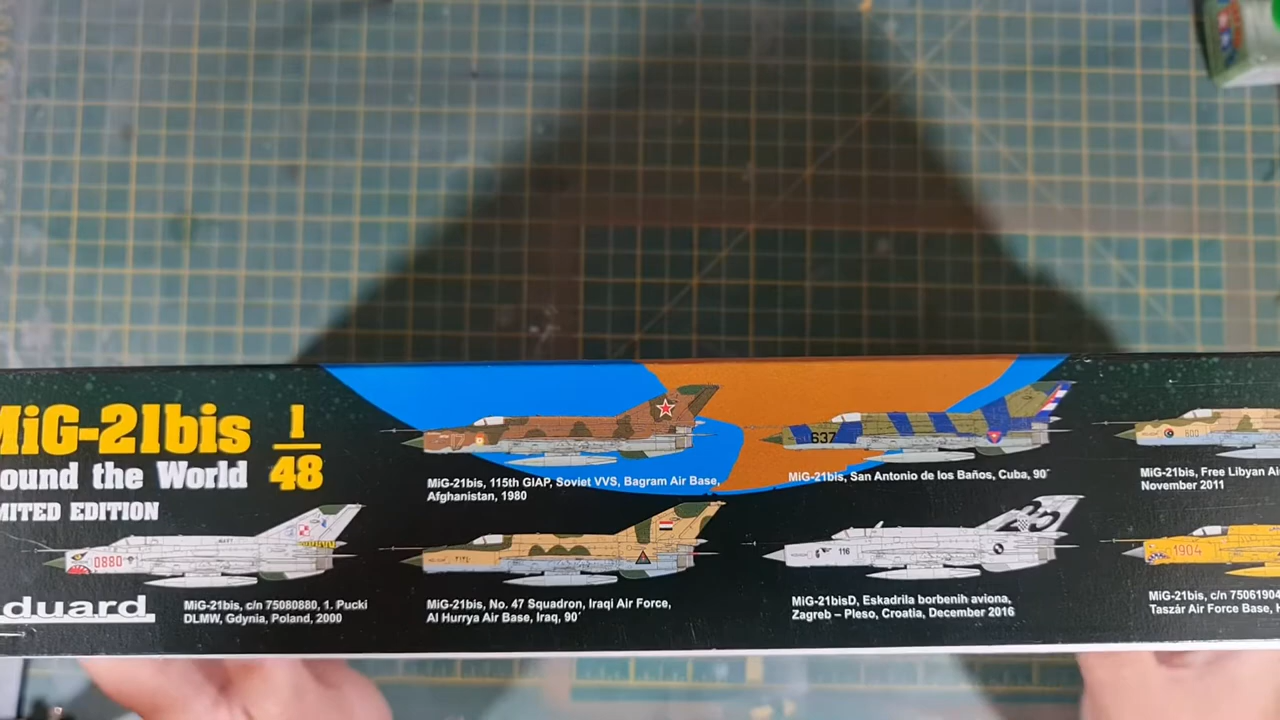 MiG-21bis 1/48
ound the World
MITED EDITION
duard
0880
MiG-21bis, c/n 75080880, 1. Pucki
DLMW, Gdynia, Poland, 2000
MiG-21bis, 115th GIAP, Soviet VVS, Bagram Air Base,
Afghanistan, 1980
637
MiG-21bis, San Antonio de los Baños, Cuba, 90´
600
MiG-21bis, Free Libyan Ai
November 2011
MiG-21bis, No. 47 Squadron, Iraqi Air Force,
Al Hurrya Air Base, Iraq, 90´
116
MiG-21bisD, Eskadrila borbenih aviona,
Zagreb – Pleso, Croatia, December 2016
1904
MiG-21bis, c/n 75061904
Taszár Air Force Base, H